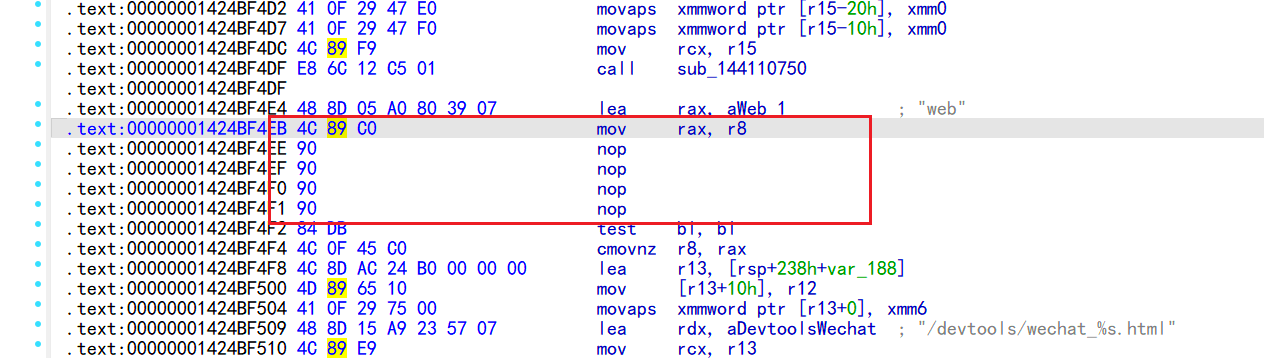 .text:00000001424BF4D2 41 0F 29 47 E0 movaps xmmword ptr [r15-20h], xmm0
.text:00000001424BF4D7 41 0F 29 47 F0 movaps xmmword ptr [r15-10h], xmm0
.text:00000001424BF4DC 4C 89 F9 mov rcx, r15
.text:00000001424BF4DF E8 6C 12 C5 01 call sub_144110750
.text:00000001424BF4DF
.text:00000001424BF4E4 48 8D 05 A0 80 39 07 lea rax, aWeb_1 ; "web"
.text:00000001424BF4EB 4C 89 C0 mov rax, r8
.text:00000001424BF4EE 90 nop
.text:00000001424BF4EF 90 nop
.text:00000001424BF4F0 90 nop
.text:00000001424BF4F1 90 nop
.text:00000001424BF4F2 84 DB test bl, bl
.text:00000001424BF4F4 4C 0F 45 C0 cmovnz r8, rax
.text:00000001424BF4F8 4C 8D AC 24 B0 00 00 00 lea r13, [rsp+238h+var_188]
.text:00000001424BF500 4D 89 65 10 mov [r13+10h], r12
.text:00000001424BF504 41 0F 29 75 00 movaps xmmword ptr [r13+0], xmm6
.text:00000001424BF509 48 8D 15 A9 23 57 07 lea rdx, aDevtoolsWechat ; "/devtools/wechat_%s.html"
.text:00000001424BF510 4C 89 E9 mov rcx, r13